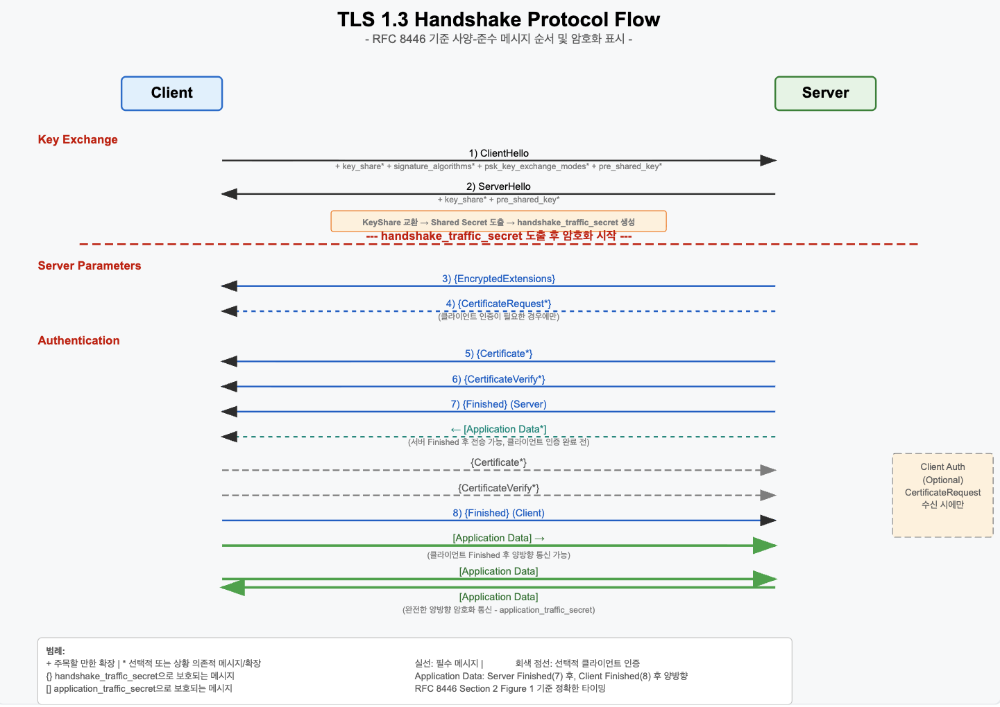 TLS 1.3 Handshake Protocol Flow
- RFC 8446 기준 사양-준수 메시지 순서 및 암호화 표시 -
Client
Server
Key Exchange
1) ClientHello
+ key_share* + signature_algorithms* + psk_key_exchange_modes* + pre_shared_key*
2) ServerHello
+ key_share* + pre_shared_key*
KeyShare 교환 → Shared Secret 도출 → handshake_traffic_secret 생성
--- handshake_traffic_secret 도출 후 암호화 시작 ---
Server Parameters
3) {EncryptedExtensions}
4) {CertificateRequest*}
(클라이언트 인증이 필요한 경우에만)
Authentication
5) {Certificate*}
6) {CertificateVerify*}
7) {Finished} (Server)
← [Application Data*]
(서버 Finished 후 전송 가능, 클라이언트 인증 완료 전)
{Certificate*}
{CertificateVerify*}
Client Auth
(Optional)
CertificateRequest
수신 시에만
8) {Finished} (Client)
[Application Data] →
(클라이언트 Finished 후 양방향 통신 가능)
[Application Data]
[Application Data]
(완전한 양방향 암호화 통신 - application_traffic_secret)
범례:
+ 주목할 만한 확장 | * 선택적 또는 상황 의존적 메시지/확장
{} handshake_traffic_secret으로 보호되는 메시지
[] application_traffic_secret으로 보호되는 메시지
실선: 필수 메시지 | 회색 점선: 선택적 클라이언트 인증
Application Data: Server Finished(7) 후, Client Finished(8) 후 양방향
RFC 8446 Section 2 Figure 1 기준 정확한 타이밍